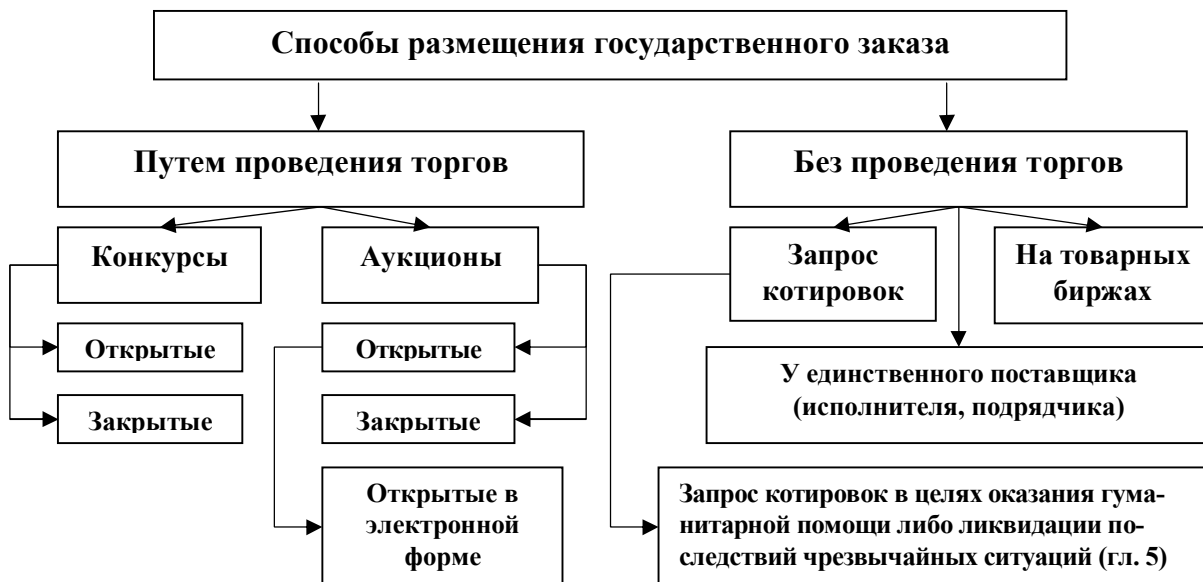 Способы размещения государственного заказа
Путем проведения торгов
Без проведения торгов
Конкурсы
Аукционы
Запрос
котировок
На товарных
биржах
Открытые
Открытые
У единственного поставщика
(исполнителя, подрядчика)
Закрытые
Закрытые
Открытые в
электронной
форме
Запрос котировок в целях оказания гума-
нитарной помощи либо ликвидации по-
следствий чрезвычайных ситуаций (гл. 5)